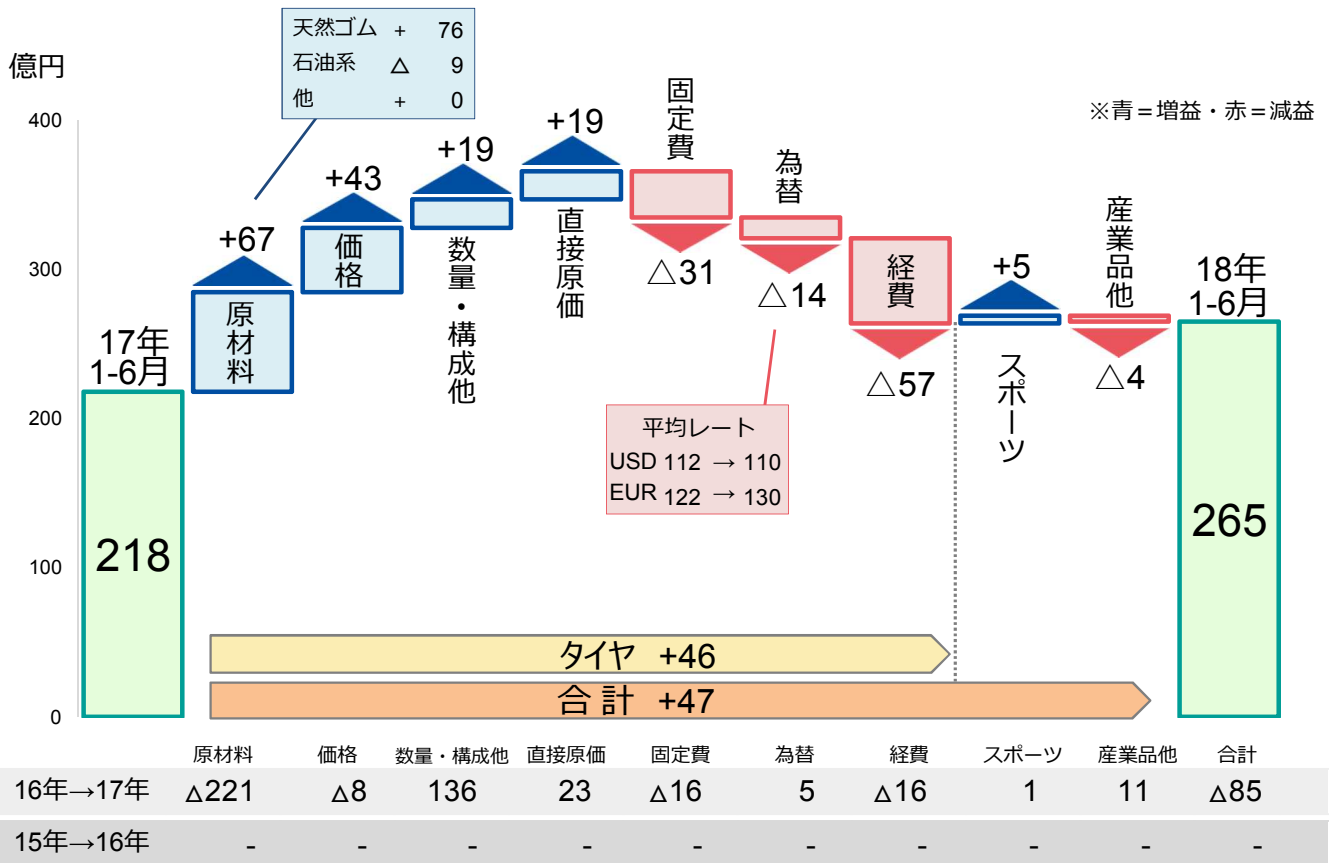 天然ゴム + 76
石油系 △ 9
他 + 0
億円
※青＝増益・赤＝減益
400
300
200
100
0
17年
1-6月
218
+67
原材料
+43
価格
+19
数量・構成他
+19
直接原価
固定費
△31
為替
△14
経費
△57
+5
スポーツ
産業品他
△4
18年
1-6月
265
平均レート
USD 112 → 110
EUR 122 → 130
タイヤ +46
合計 +47
原材料 価格 数量・構成他 直接原価 固定費 為替 経費 スポーツ 産業品他 合計
16年→17年 △221 △8 136 23 △16 5 △16 1 11 △85
15年→16年 - - - - - - - - - -